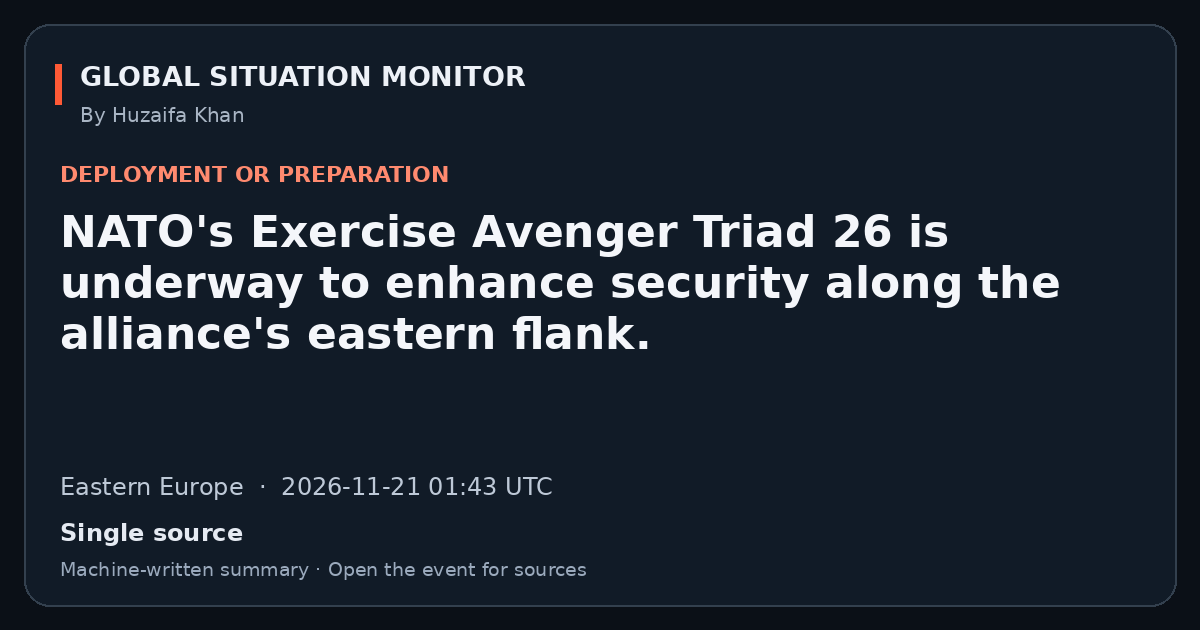 GLOBAL SITUATION MONITOR
By Huzaifa Khan
DEPLOYMENT OR PREPARATION
NATO's Exercise Avenger Triad 26 is
underway to enhance security along the
alliance's eastern flank.
Eastern Europe · 2026-11-21 01:43 UTC
Single source
Machine-written summary · Open the event for sources